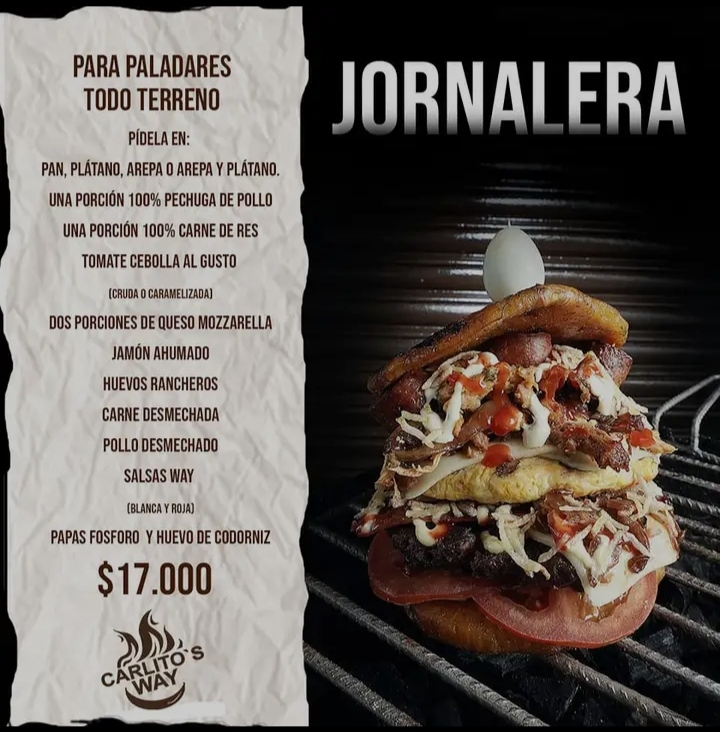 PARA PALADARES
TODO TERRENO
PÍDELA EN:
PAN, PLÁTANO, AREPA O AREPA Y PLÁTANO.
UNA PORCIÓN 100% PECHUGA DE POLLO
UNA PORCIÓN 100% CARNE DE RES
TOMATE CEBOLLA AL GUSTO
(CRUDA O CARAMELIZADA)
DOS PORCIONES DE QUESO MOZZARELLA
JAMÓN AHUMADO
HUEVOS RANCHEROS
CARNE DESMECHADA
POLLO DESMECHADO
SALSAS WAY
(BLANCA Y ROJA)
PAPAS FOSFORO Y HUEVO DE CODORNIZ
$17.000
CARLITO´S
WAY
JORNALERA